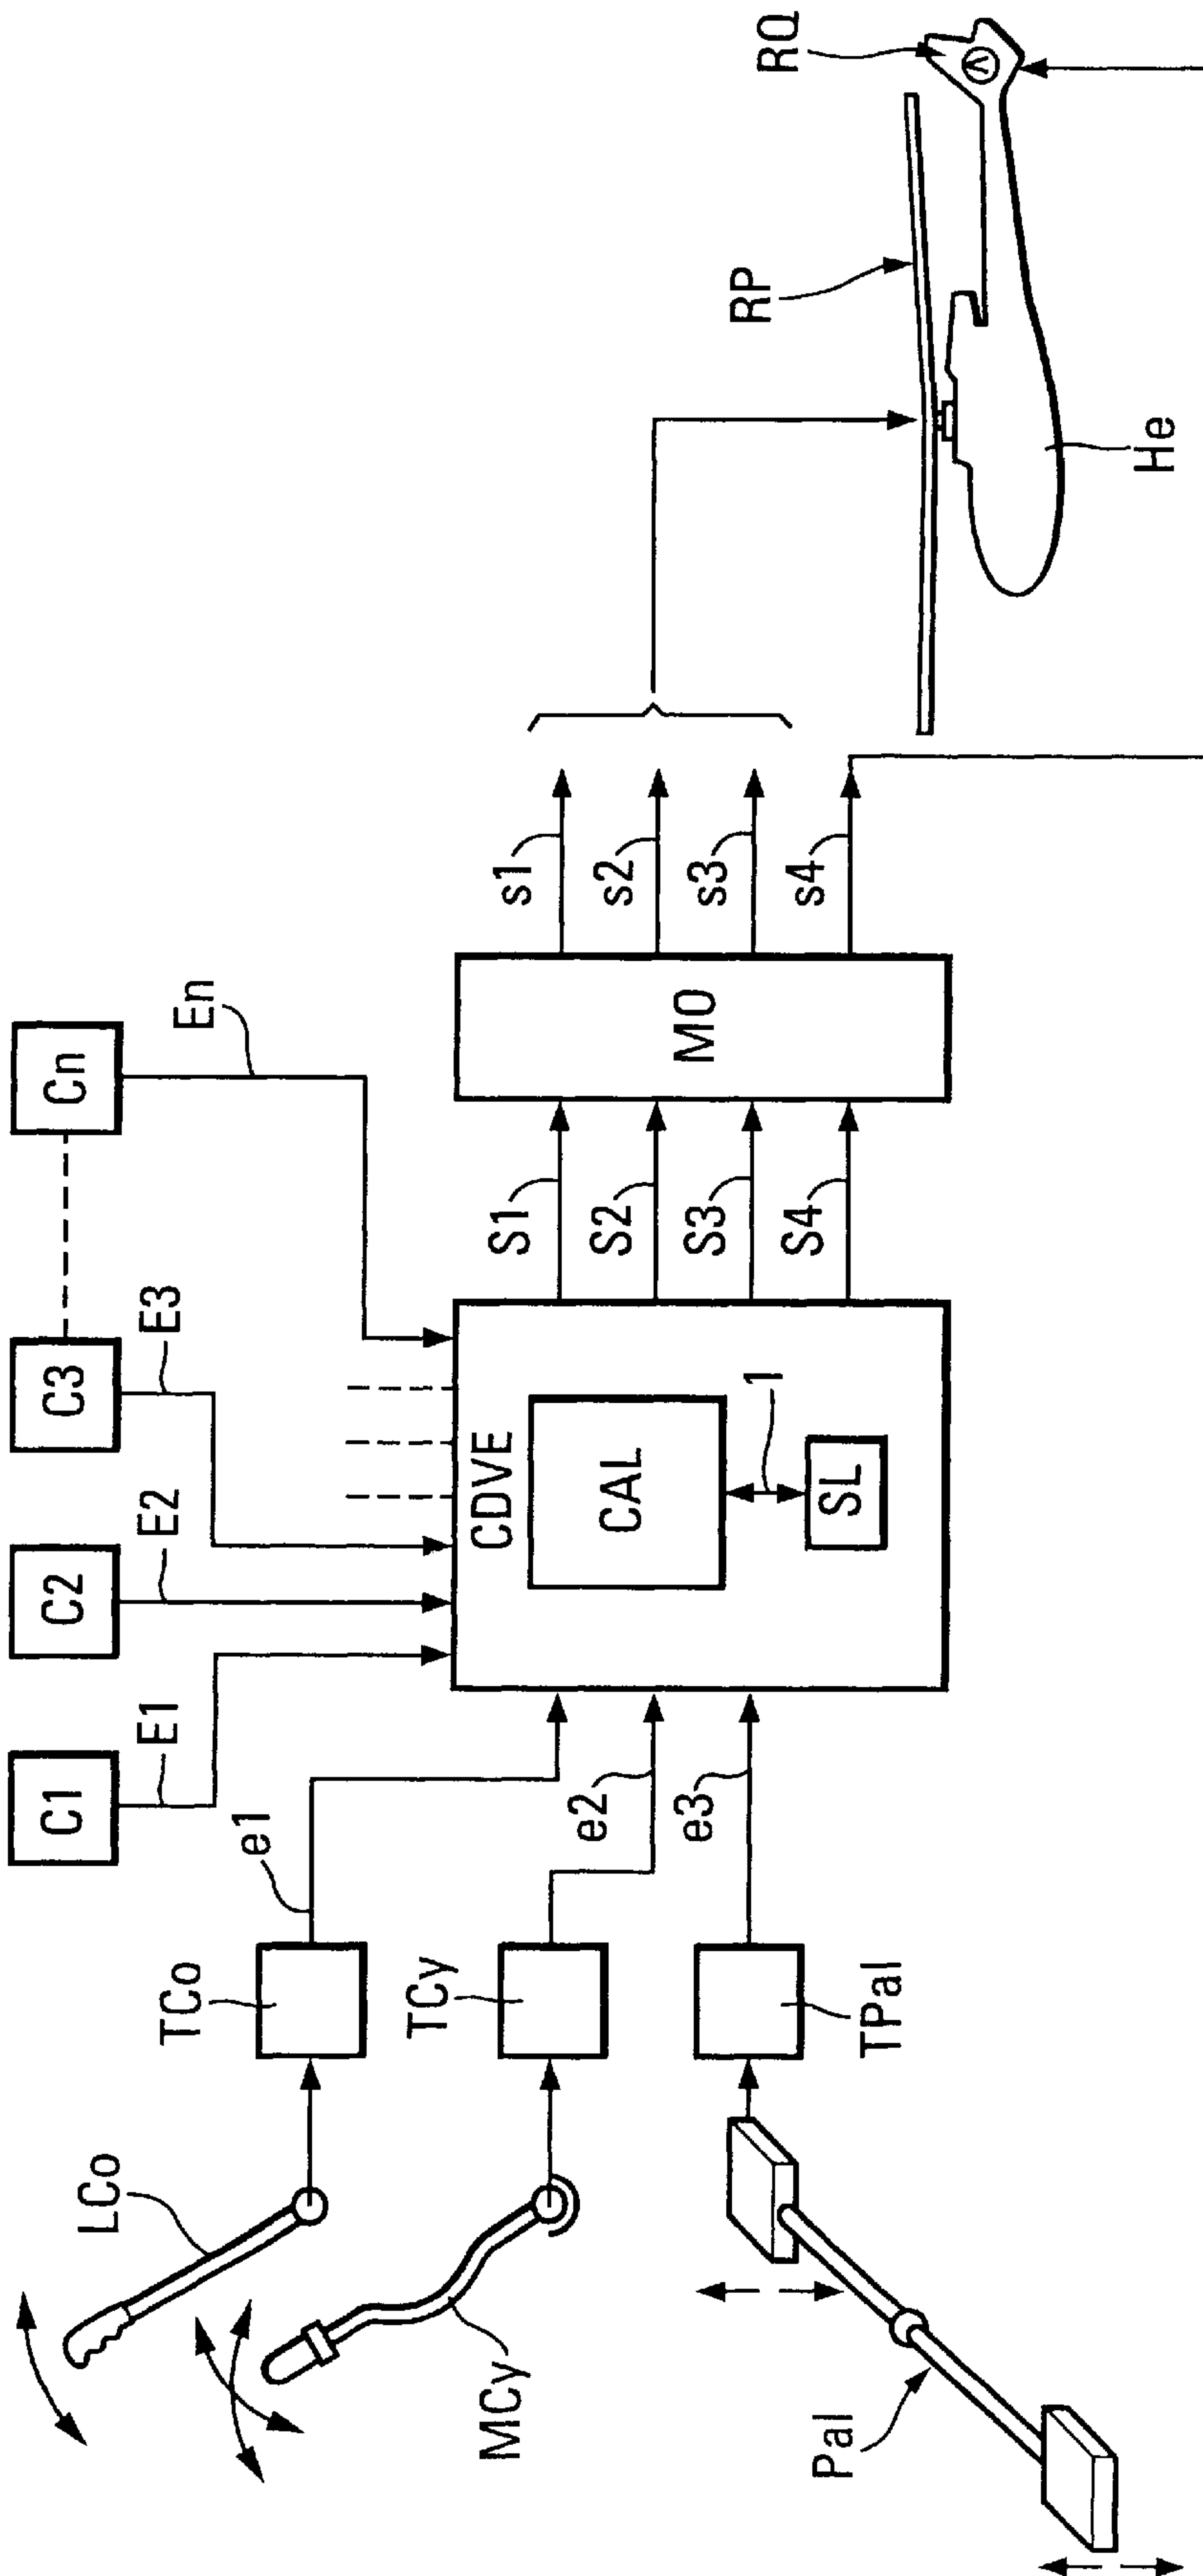 C1
C2
C3
Cn
E1
E2
E3
En
LCo
TCo
e1
MCy
TCy
e2
Pal
TPal
e3
CDVE
CAL
1
SL
S1
S2
S3
S4
MO
s1
s2
s3
s4
RP
RQ
He